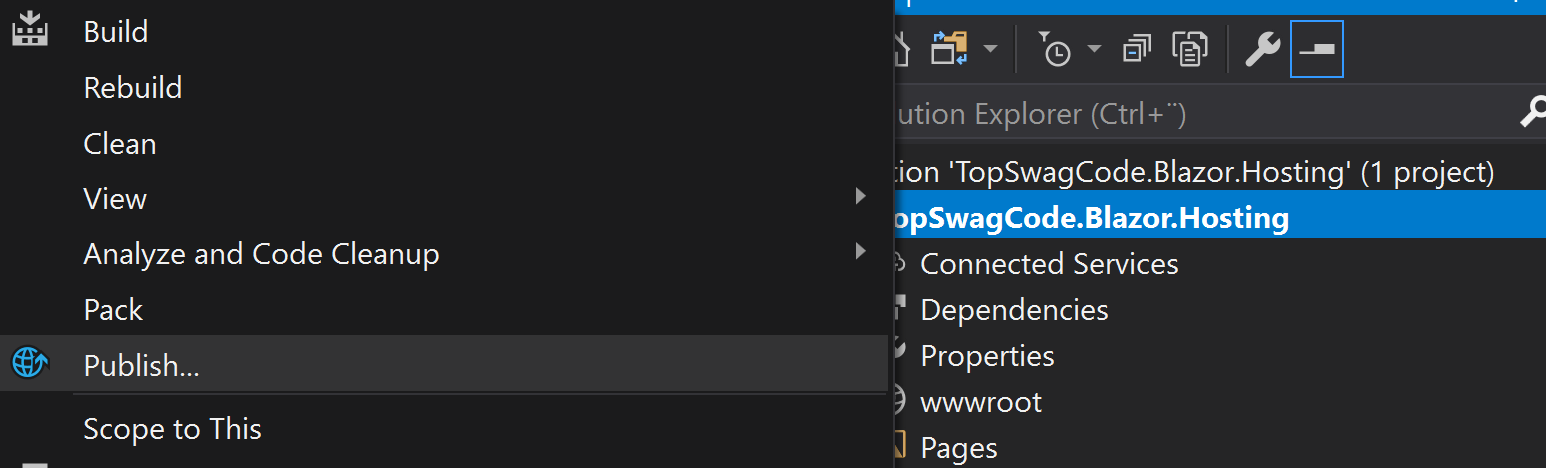 Build
Rebuild
Clean
View
Analyze and Code Cleanup
Pack
Publish...
Scope to This
ution Explorer (Ctrl+¨)
tion 'TopSwagCode.Blazor.Hosting' (1 project)
opSwagCode.Blazor.Hosting
Connected Services
Dependencies
Properties
wwwroot
Pages